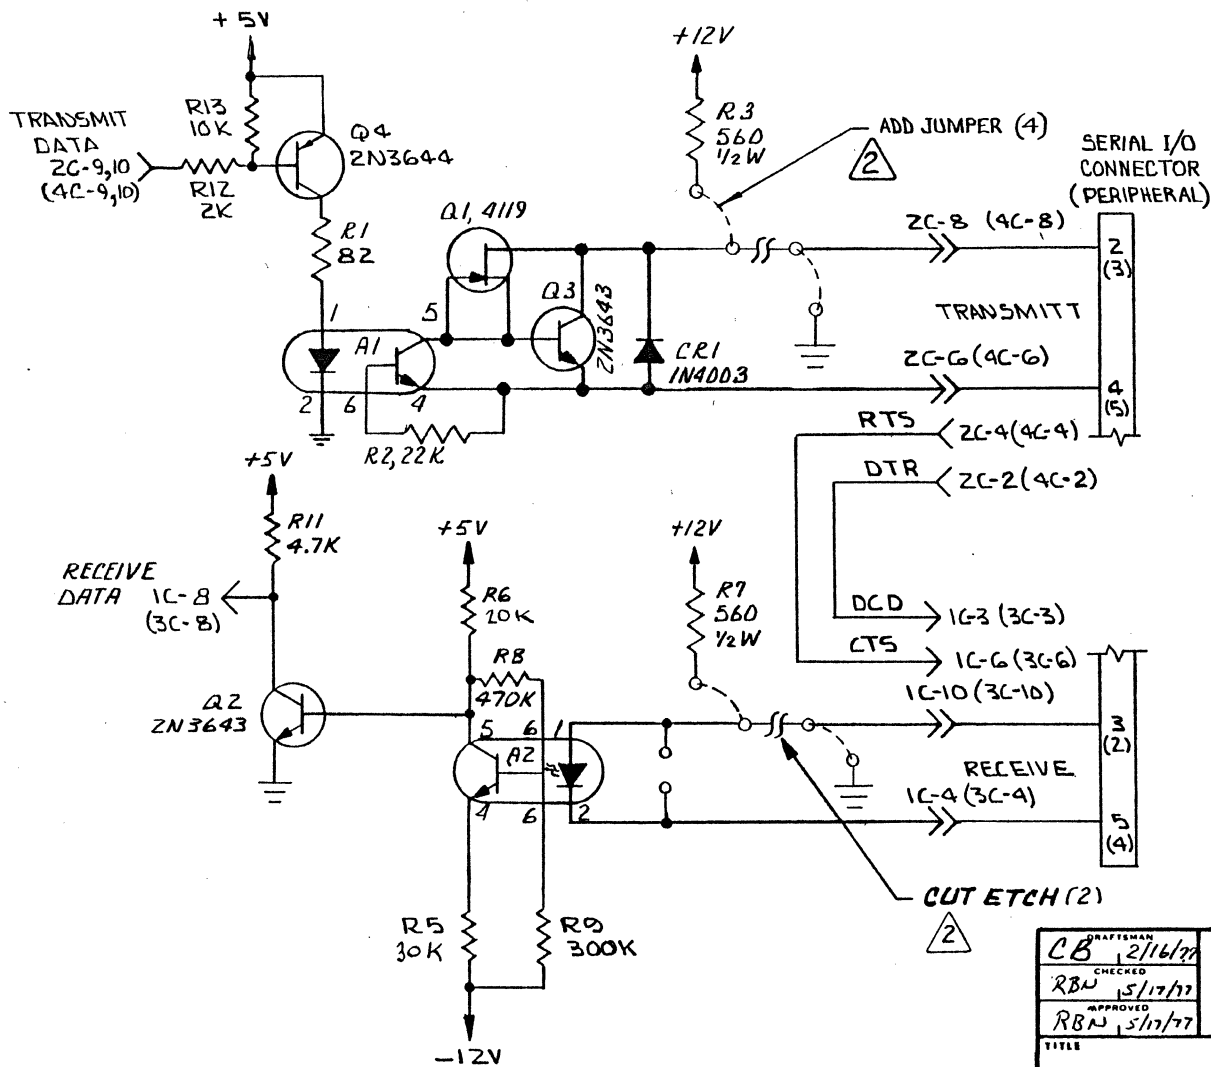 +5V
TRANSMIT
DATA
2C-9,10
(4C-9,10)
R13
10K
R12
2K
Q4
2N3644
R1
82
Q1, 4119
+12V
R3
560
1/2W
ADD JUMPER (4)
2
SERIAL I/O
CONNECTOR
(PERIPHERAL)
2C-8 (4C-8)
2
(3)
1
5
A1
2
6
4
Q3
2N3643
CR1
1N4003
TRANSMITT
2C-6 (4C-6)
4
(5)
R2, 22K
RTS
2C-4 (4C-4)
DTR
2C-2 (4C-2)
+5V
R11
4.7K
RECEIVE
DATA
1C-8
(3C-8)
+5V
R6
20K
R8
470K
+12V
R7
560
1/2W
DCD
1C-3 (3C-3)
CTS
1C-6 (3C-6)
1C-10 (3C-10)
3
(2)
Q2
2N3643
5
6
1
A2
4
6
2
RECEIVE
1C-4 (3C-4)
5
(4)
CUT ETCH (2)
2
R5
30K
R9
300K
-12V
DRAFTSMAN
CB 2/16/77
CHECKED
RBN 5/17/77
APPROVED
RBN 5/17/77
TITLE